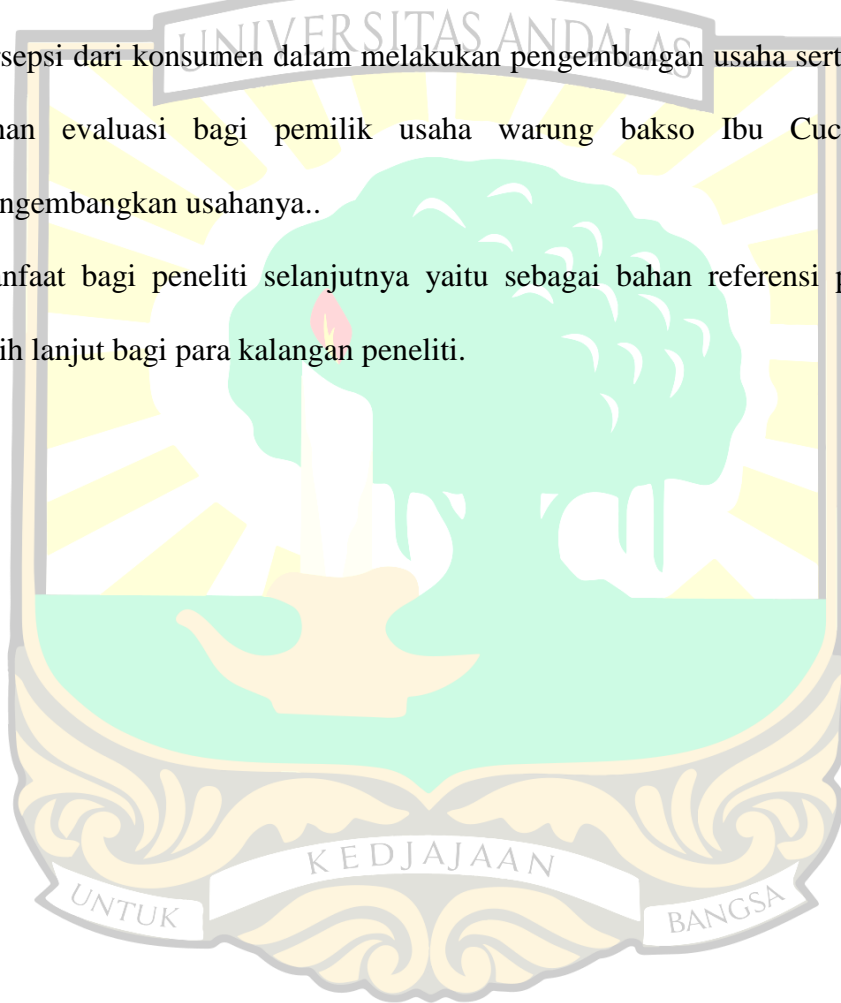 UNIVERSITAS ANDALAS
rsepsi dari konsumen dalam melakukan pengembangan usaha sert
nan evaluasi bagi pemilik usaha warung bakso Ibu Cuc
ngembangkan usahanya..
nfaat bagi peneliti selanjutnya yaitu sebagai bahan referensi p
ih lanjut bagi para kalangan peneliti.
KEDJAJAAN
UNTUK
BANGSA